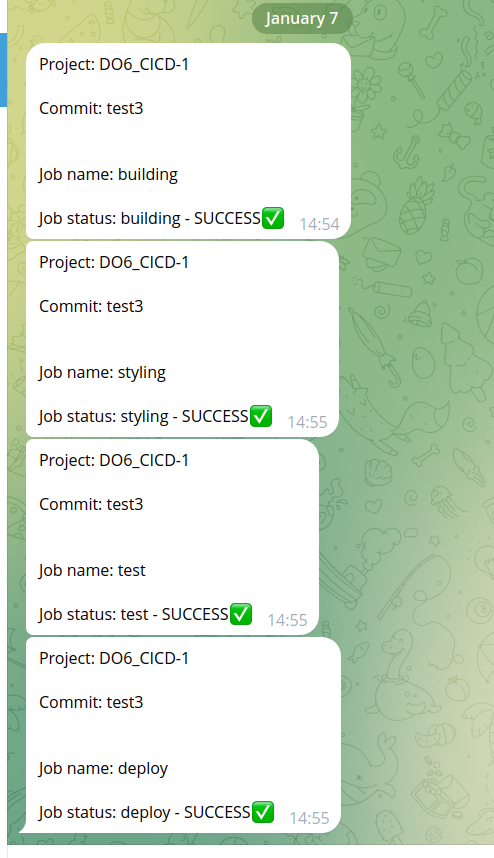 January 7
Project: DO6_CICD-1
Commit: test3
Job name: building
Job status: building - SUCCESS✅ 14:54
Project: DO6_CICD-1
Commit: test3
Job name: styling
Job status: styling - SUCCESS✅ 14:55
Project: DO6_CICD-1
Commit: test3
Job name: test
Job status: test - SUCCESS✅ 14:55
Project: DO6_CICD-1
Commit: test3
Job name: deploy
Job status: deploy - SUCCESS✅ 14:55